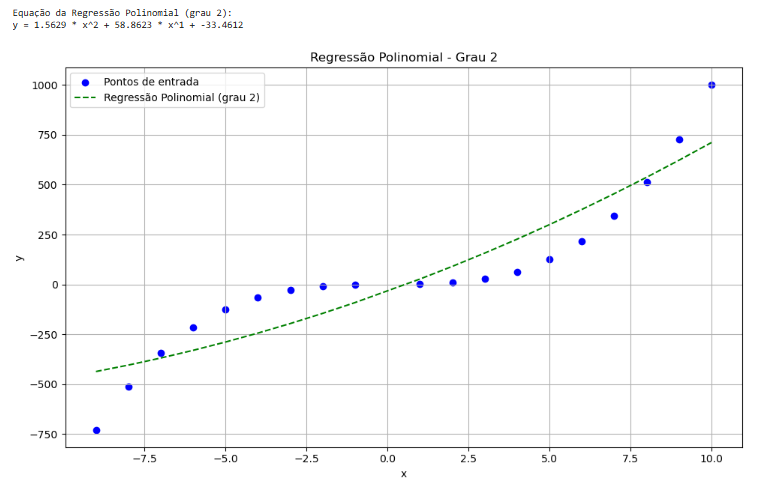 Equação da Regressão Polinomial (grau 2):
y = 1.5629 * x^2 + 58.8623 * x^1 + -33.4612
Regressão Polinomial - Grau 2
Pontos de entrada
Regressão Polinomial (grau 2)
1000
750
500
250
0
−250
−500
−750
y
−7.5 −5.0 −2.5 0.0 2.5 5.0 7.5 10.0
x